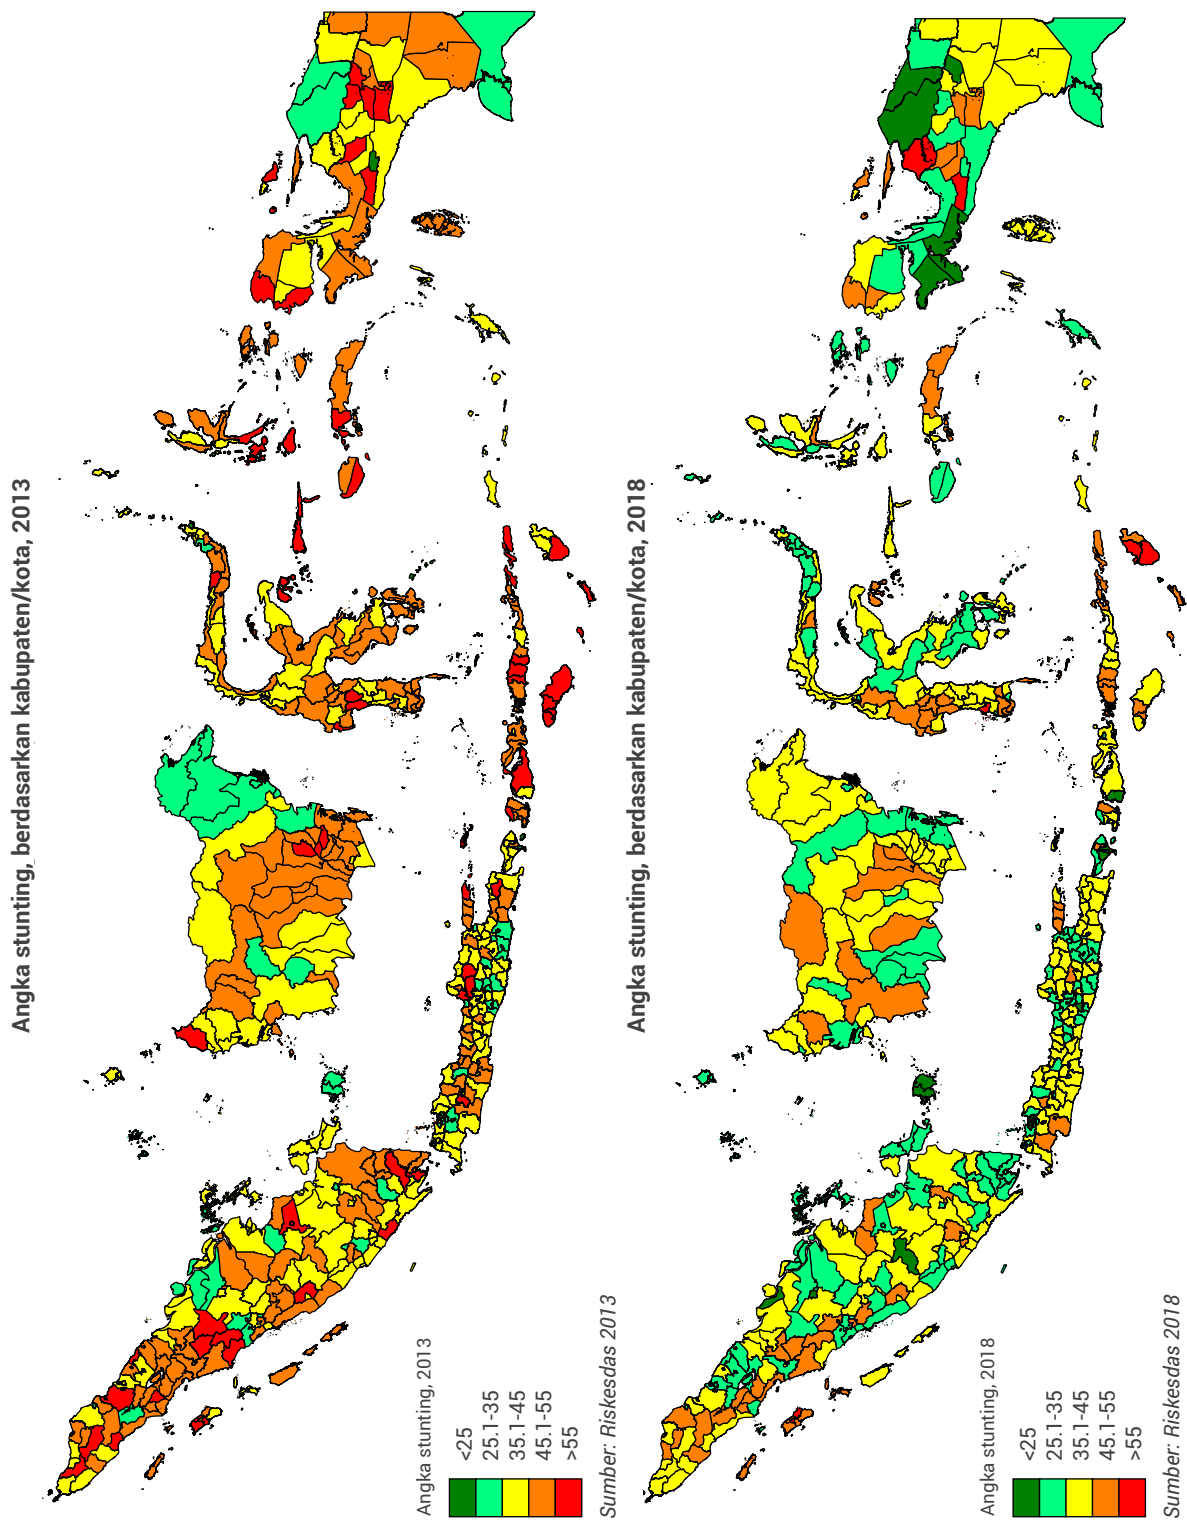 Angka stunting, berdasarkan kabupaten/kota, 2013
Angka stunting, 2013
<25
25.1-35
35.1-45
45.1-55
>55
Sumber: Riskesdas 2013
Angka stunting, berdasarkan kabupaten/kota, 2018
Angka stunting, 2018
<25
25.1-35
35.1-45
45.1-55
>55
Sumber: Riskesdas 2018